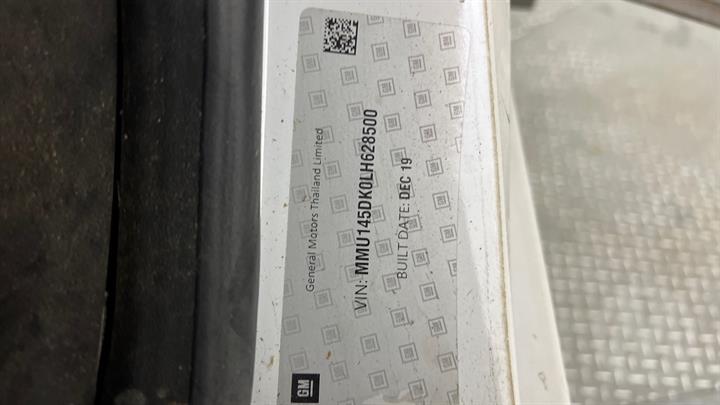 General Motors Thailand Limited
VIN: MMU145DK0LH628500
BUILT DATE: DEC 19
GM